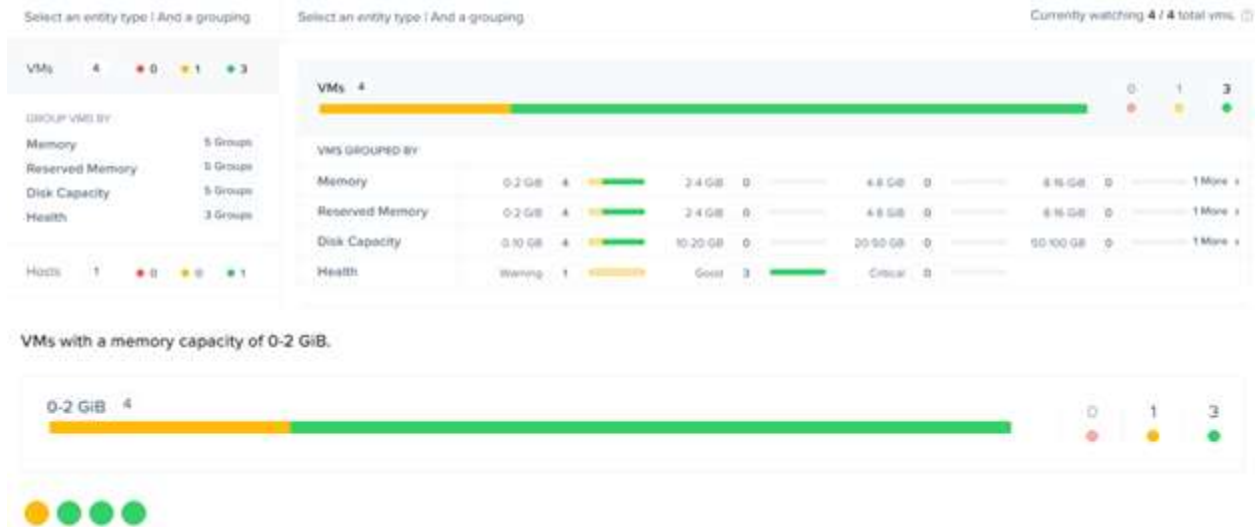 Select an entity type | And a grouping
VMs 4 0 1 3
GROUP VMS BY
Memory 5 Groups
Reserved Memory 5 Groups
Disk Capacity 5 Groups
Health 3 Groups
Hosts 1 0 0 1
Select an entity type | And a grouping
Currently watching 4 / 4 total vms.
VMs 4 0 1 3
VMS GROUPED BY
Memory 0-2 GiB 4 2-4 GiB 0 4-8 GiB 0 8-16 GiB 0 1 More
Reserved Memory 0-2 GiB 4 2-4 GiB 0 4-8 GiB 0 8-16 GiB 0 1 More
Disk Capacity 0-10 GB 4 10-20 GB 0 20-50 GB 0 50-100 GB 0 1 More
Health Warning 1 Good 3 Critical 0
VMs with a memory capacity of 0-2 GiB.
0-2 GiB 4 0 1 3